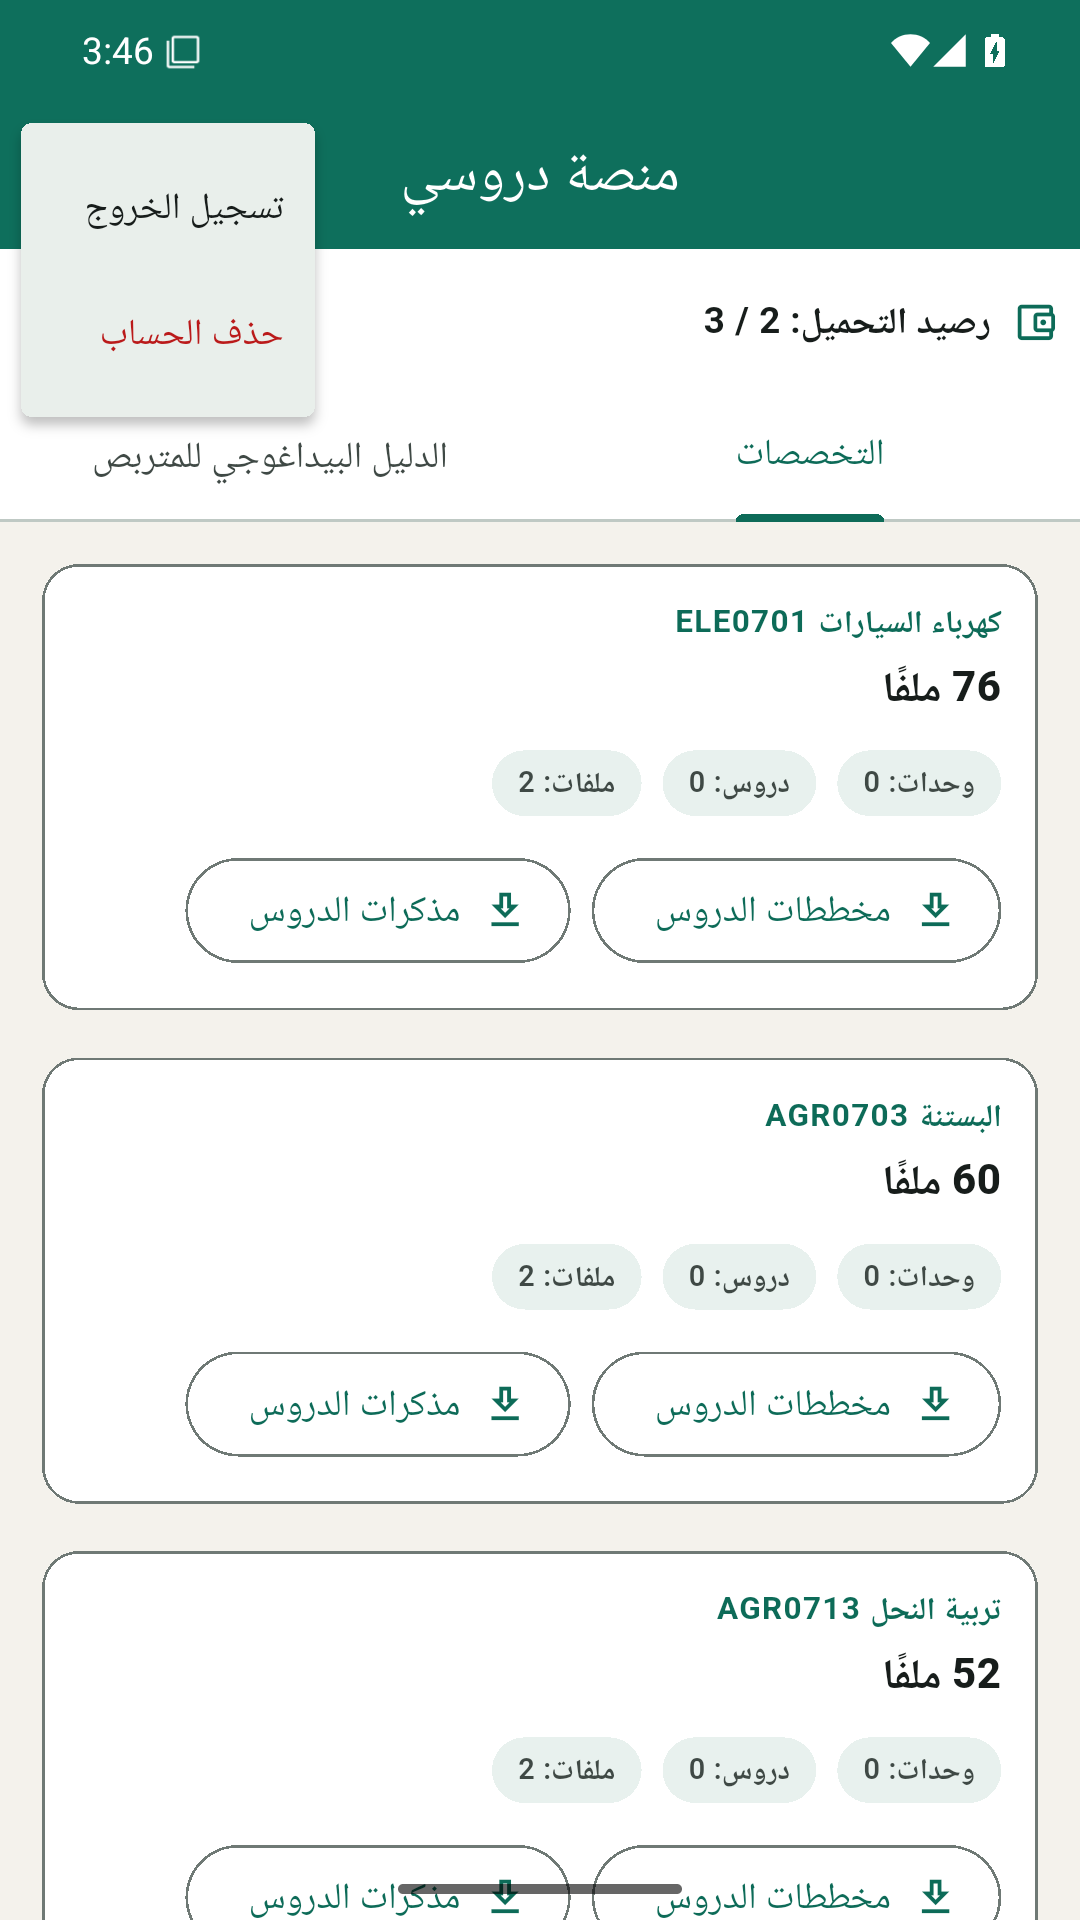 3:46
منصة دروسي
تسجيل الخروج
حذف الحساب
رصيد التحميل: 2 / 3
التخصصات
الدليل البيداغوجي للمتربص
كهرباء السيارات ELE0701
76 ملفًا
وحدات: 0
دروس: 0
ملفات: 2
مخططات الدروس
مذكرات الدروس
البستنة AGR0703
60 ملفًا
وحدات: 0
دروس: 0
ملفات: 2
مخططات الدروس
مذكرات الدروس
تربية النحل AGR0713
52 ملفًا
وحدات: 0
دروس: 0
ملفات: 2
مخططات الدروس
مذكرات الدروس